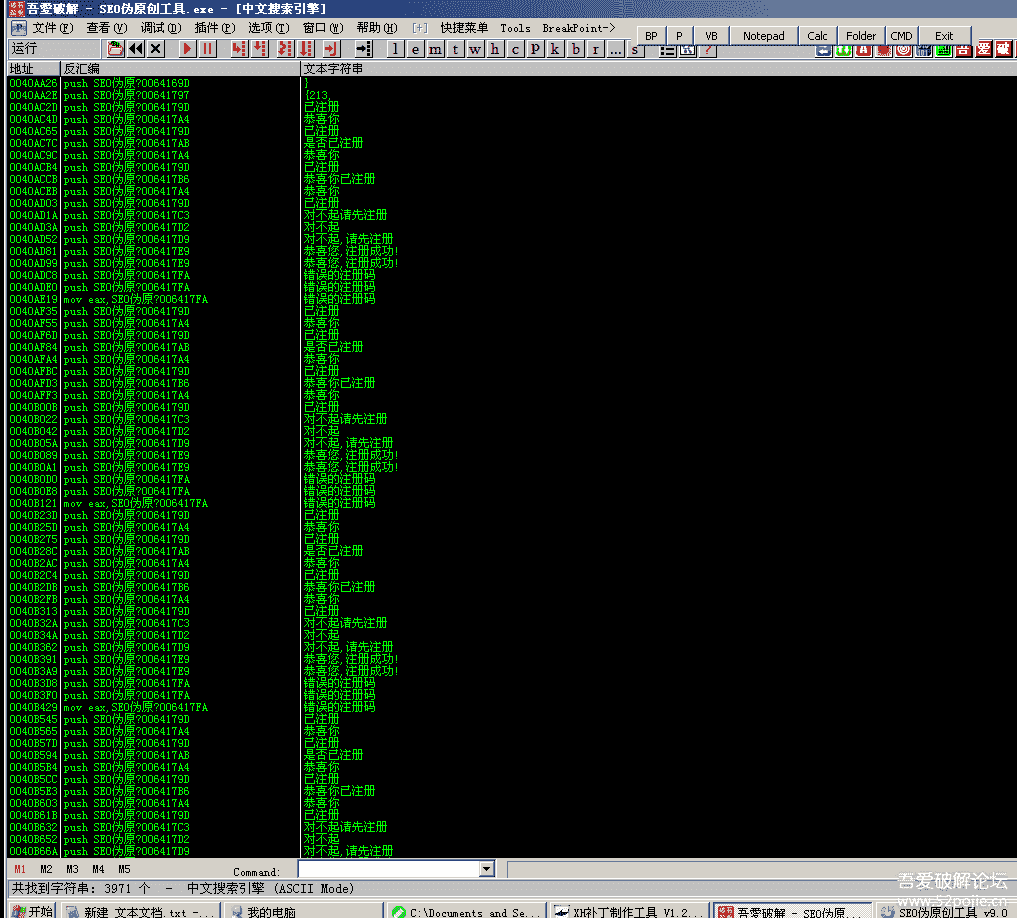 吾爱破解 - SEO伪原创工具.exe - [中文搜索引擎]
文件(F) 查看(V) 调试(D) 插件(P) 选项(T) 窗口(W) 帮助(H) [+] 快捷菜单 Tools BreakPoint->
BP P VB Notepad Calc Folder CMD Exit
运行 l e m t w h c P k b r ... s
地址 反汇编 文本字符串
0040AA26 push SEO伪原?0064169D }
0040AA2E push SEO伪原?00641797 {213,
0040AC2D push SEO伪原?0064179D 已注册
0040AC4D push SEO伪原?006417A4 恭喜你
0040AC65 push SEO伪原?0064179D 已注册
0040AC7C push SEO伪原?006417AB 是否已注册
0040AC9C push SEO伪原?006417A4 恭喜你
0040ACB4 push SEO伪原?0064179D 已注册
0040ACCB push SEO伪原?006417B6 恭喜你已注册
0040ACEB push SEO伪原?006417A4 恭喜你
0040AD03 push SEO伪原?0064179D 已注册
0040AD1A push SEO伪原?006417C3 对不起请先注册
0040AD3A push SEO伪原?006417D2 对不起
0040AD52 push SEO伪原?006417D9 对不起,请先注册
0040AD81 push SEO伪原?006417E9 恭喜您,注册成功!
0040AD99 push SEO伪原?006417E9 恭喜您,注册成功!
0040ADC8 push SEO伪原?006417FA 错误的注册码
0040ADE0 push SEO伪原?006417FA 错误的注册码
0040AE19 mov eax,SEO伪原?006417FA 错误的注册码
0040AF35 push SEO伪原?0064179D 已注册
0040AF55 push SEO伪原?006417A4 恭喜你
0040AF6D push SEO伪原?0064179D 已注册
0040AF84 push SEO伪原?006417AB 是否已注册
0040AFA4 push SEO伪原?006417A4 恭喜你
0040AFBC push SEO伪原?0064179D 已注册
0040AFD3 push SEO伪原?006417B6 恭喜你已注册
0040AFF3 push SEO伪原?006417A4 恭喜你
0040B00B push SEO伪原?0064179D 已注册
0040B022 push SEO伪原?006417C3 对不起请先注册
0040B042 push SEO伪原?006417D2 对不起
0040B05A push SEO伪原?006417D9 对不起,请先注册
0040B089 push SEO伪原?006417E9 恭喜您,注册成功!
0040B0A1 push SEO伪原?006417E9 恭喜您,注册成功!
0040B0D0 push SEO伪原?006417FA 错误的注册码
0040B0E8 push SEO伪原?006417FA 错误的注册码
0040B121 mov eax,SEO伪原?006417FA 错误的注册码
0040B23D push SEO伪原?0064179D 已注册
0040B25D push SEO伪原?006417A4 恭喜你
0040B275 push SEO伪原?0064179D 已注册
0040B28C push SEO伪原?006417AB 是否已注册
0040B2AC push SEO伪原?006417A4 恭喜你
0040B2C4 push SEO伪原?0064179D 已注册
0040B2DB push SEO伪原?006417B6 恭喜你已注册
0040B2FB push SEO伪原?006417A4 恭喜你
0040B313 push SEO伪原?0064179D 已注册
0040B32A push SEO伪原?006417C3 对不起请先注册
0040B34A push SEO伪原?006417D2 对不起
0040B362 push SEO伪原?006417D9 对不起,请先注册
0040B391 push SEO伪原?006417E9 恭喜您,注册成功!
0040B3A9 push SEO伪原?006417E9 恭喜您,注册成功!
0040B3D8 push SEO伪原?006417FA 错误的注册码
0040B3F0 push SEO伪原?006417FA 错误的注册码
0040B429 mov eax,SEO伪原?006417FA 错误的注册码
0040B545 push SEO伪原?0064179D 已注册
0040B565 push SEO伪原?006417A4 恭喜你
0040B57D push SEO伪原?0064179D 已注册
0040B594 push SEO伪原?006417AB 是否已注册
0040B5B4 push SEO伪原?006417A4 恭喜你
0040B5CC push SEO伪原?0064179D 已注册
0040B5E3 push SEO伪原?006417B6 恭喜你已注册
0040B603 push SEO伪原?006417A4 恭喜你
0040B61B push SEO伪原?0064179D 已注册
0040B632 push SEO伪原?006417C3 对不起请先注册
0040B652 push SEO伪原?006417D2 对不起
0040B66A push SEO伪原?006417D9 对不起,请先注册
M1 M2 M3 M4 M5 Command:
共找到字符串: 3971 个 - 中文搜索引擎 (ASCII Mode)
吾爱破解论坛
www.52pojie.cn
开始 新建 文本文档.txt -... 我的电脑 C:\Documents and Se... XH补丁制作工具 V1.2... 吾爱破解 - SEO伪原... SEO伪原创工具 v9.0